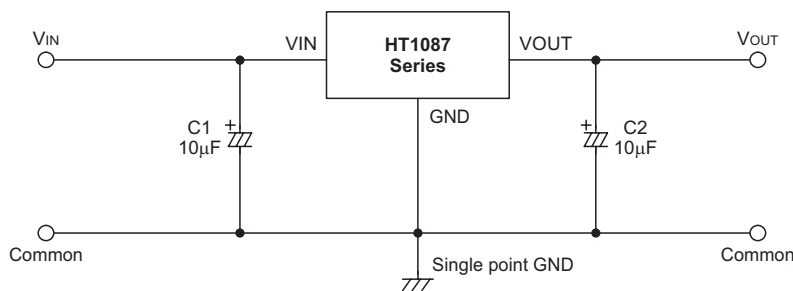 VIN
VIN
HT1087
Series
VOUT
VOUT
GND
+
C1
10μF
+
C2
10μF
Common
Single point GND
Common